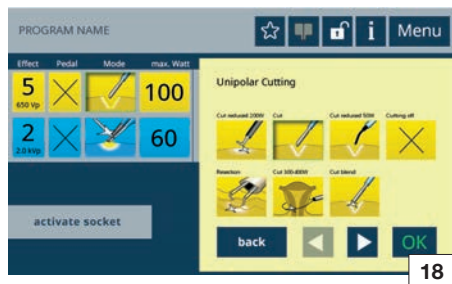 PROGRAM NAME
i
Menu
Effect Pedal Mode max. Watt
5
650 Vp
100
2
2.0 kVp
60
activate socket
Unipolar Cutting
Cut reduced 200W Cut Cut reduced 50W Cutting off
Resection Cut 300-400W Cut blend
back
OK
18